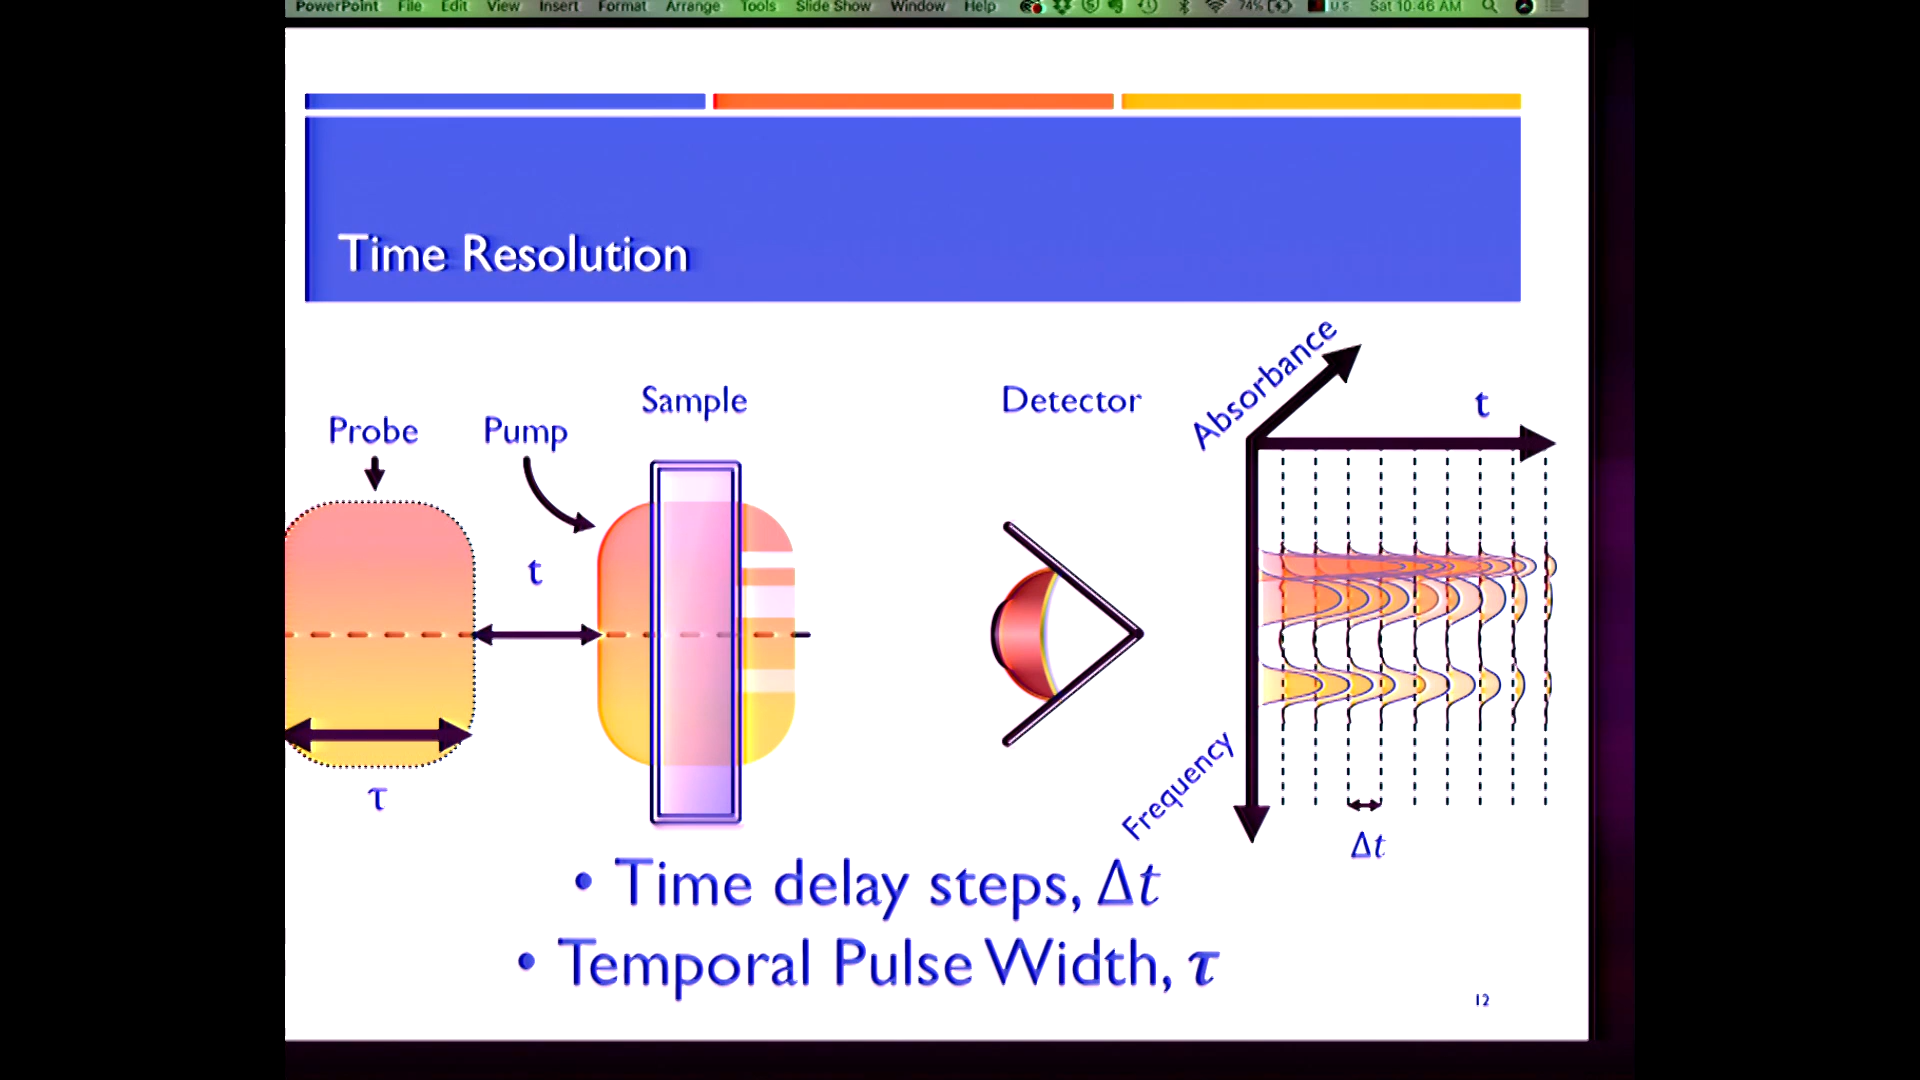 PowerPoint File Edit View Insert Format Arrange Tools Slide Show Window Help 74% U.S. Sat 10:46 AM
Time Resolution
Absorbance
t
Sample
Detector
Probe
Pump
t
τ
Frequency
Δt
• Time delay steps, Δt
• Temporal Pulse Width, τ
12